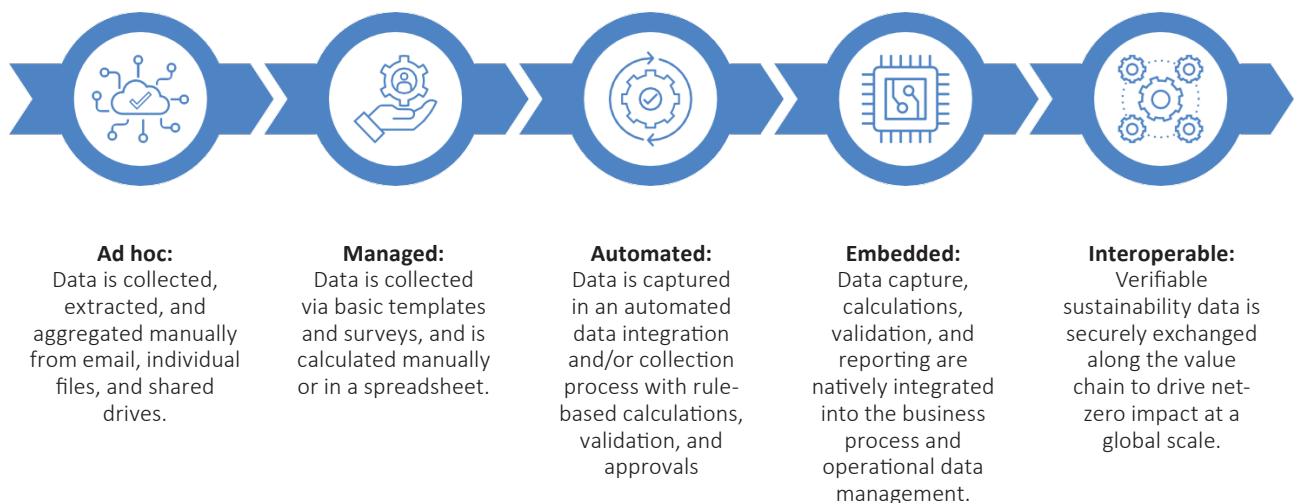 Ad hoc:
Data is collected,
extracted, and
aggregated manually
from email, individual
files, and shared
drives.
Managed:
Data is collected
via basic templates
and surveys, and is
calculated manually
or in a spreadsheet.
Automated:
Data is captured
in an automated
data integration
and/or collection
process with rule-
based calculations,
validation, and
approvals
Embedded:
Data capture,
calculations,
validation, and
reporting are
natively integrated
into the business
process and
operational data
management.
Interoperable:
Verifiable
sustainability data is
securely exchanged
along the value
chain to drive net-
zero impact at a
global scale.